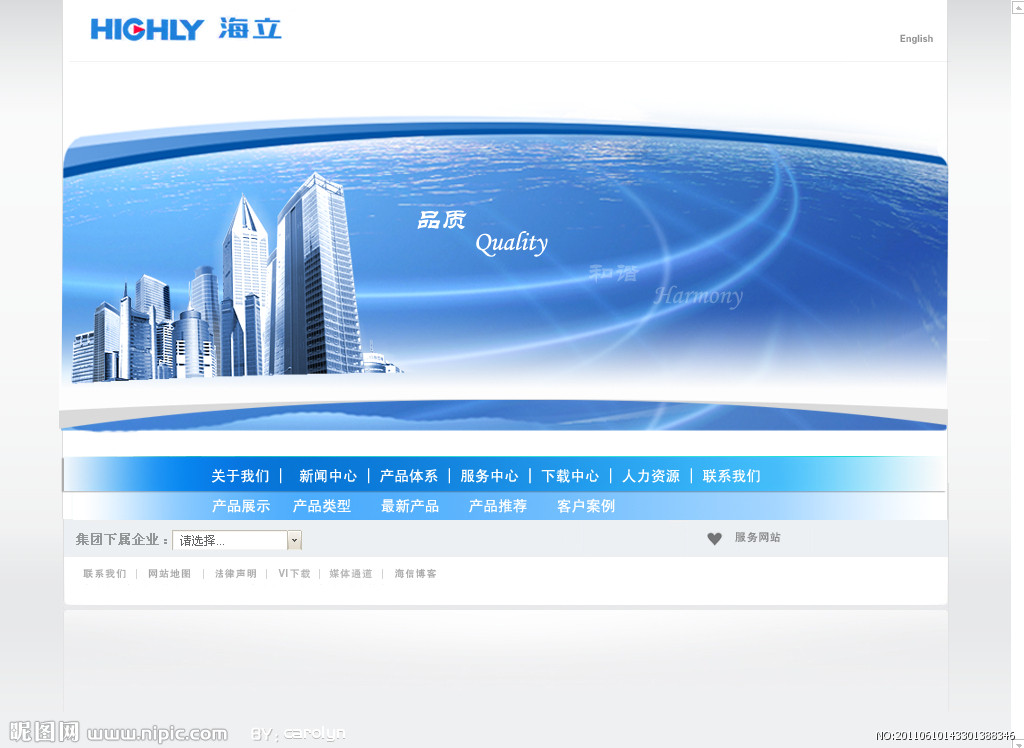 HIGHLY 海立
English
品质
Quality
和谐
Harmony
关于我们 | 新闻中心 | 产品体系 | 服务中心 | 下载中心 | 人力资源 | 联系我们
产品展示 产品类型 最新产品 产品推荐 客户案例
集团下属企业： 请选择... 服务网站
联系我们 | 网站地图 | 法律声明 | VI下载 | 媒体通道 | 海信博客
昵图网 www.nipic.com BY：carolyn NO:20110610143301388346